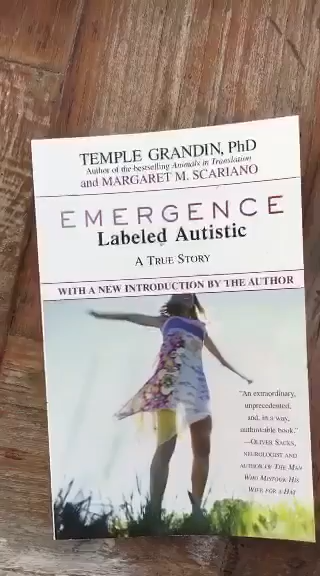 TEMPLE GRANDIN, PhD
Author of the bestselling Animals in Translation
and MARGARET M. SCARIANO
EMERGENCE
Labeled Autistic
A TRUE STORY
WITH A NEW INTRODUCTION BY THE AUTHOR
"An extraordinary,
unprecedented,
and, in a way,
unthinkable book."
—OLIVER SACKS,
NEUROLOGIST AND
AUTHOR OF THE MAN
WHO MISTOOK HIS
WIFE FOR A HAT